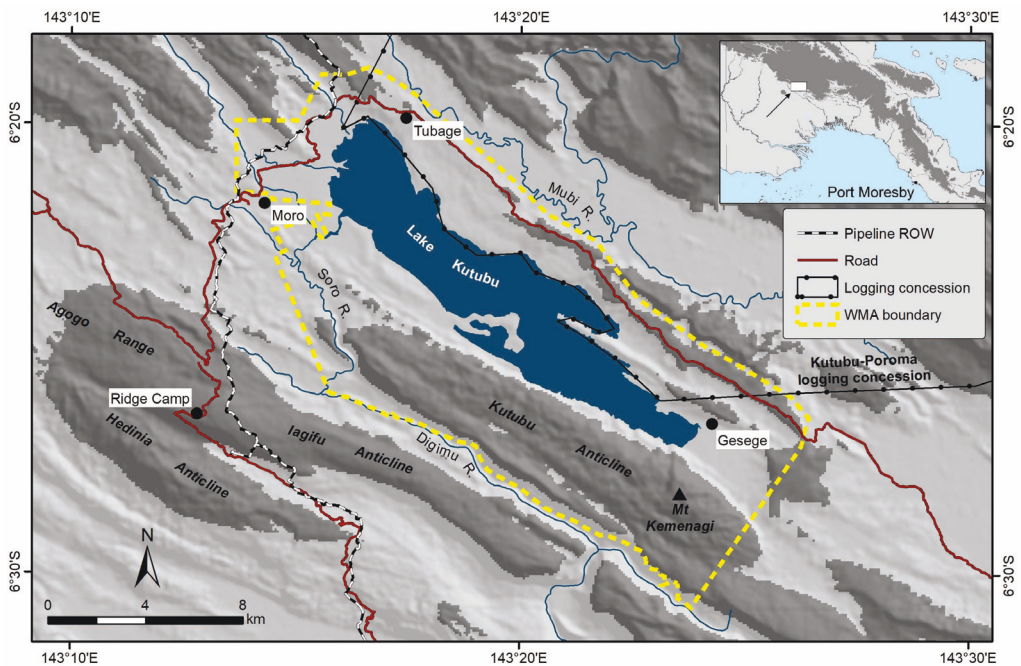 143°10'E
143°20'E
143°30'E
6°20'S
6°20'S
Tubage
Port Moresby
Mubi R.
Moro
Pipeline ROW
Road
Logging concession
WMA boundary
Lake
Kutubu
Soro R.
Agogo
Range
Kutubu-Poroma
logging concession
Ridge Camp
Hedinia
Anticline
Iagifu
Anticline
Digimu R.
Kutubu
Anticline
Gesege
Mt
Kemenagi
N
6°30'S
6°30'S
0
4
8
km
143°10'E
143°20'E
143°30'E